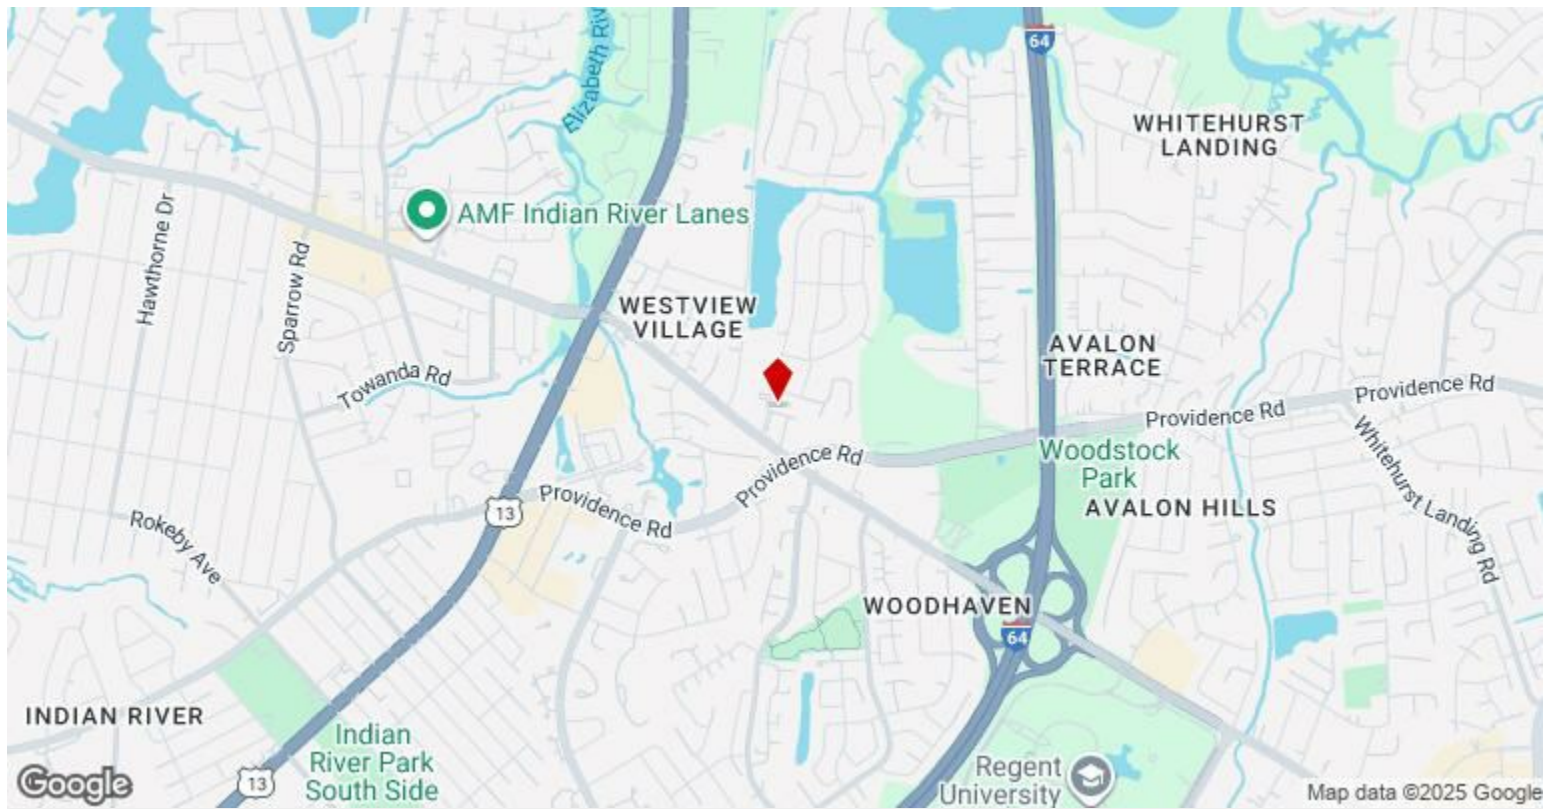 Elizabeth Riv
64
WHITEHURST
LANDING
Hawthorne Dr
AMF Indian River Lanes
Sparrow Rd
WESTVIEW
VILLAGE
AVALON
TERRACE
Towanda Rd
Providence Rd
Providence Rd
Whitehurst Landing Rd
Providence Rd
Woodstock
Park
Providence Rd
13
AVALON HILLS
Rokeby Ave
WOODHAVEN
64
INDIAN RIVER
Indian
River Park
South Side
13
Regent
University
Google
Map data ©2025 Google